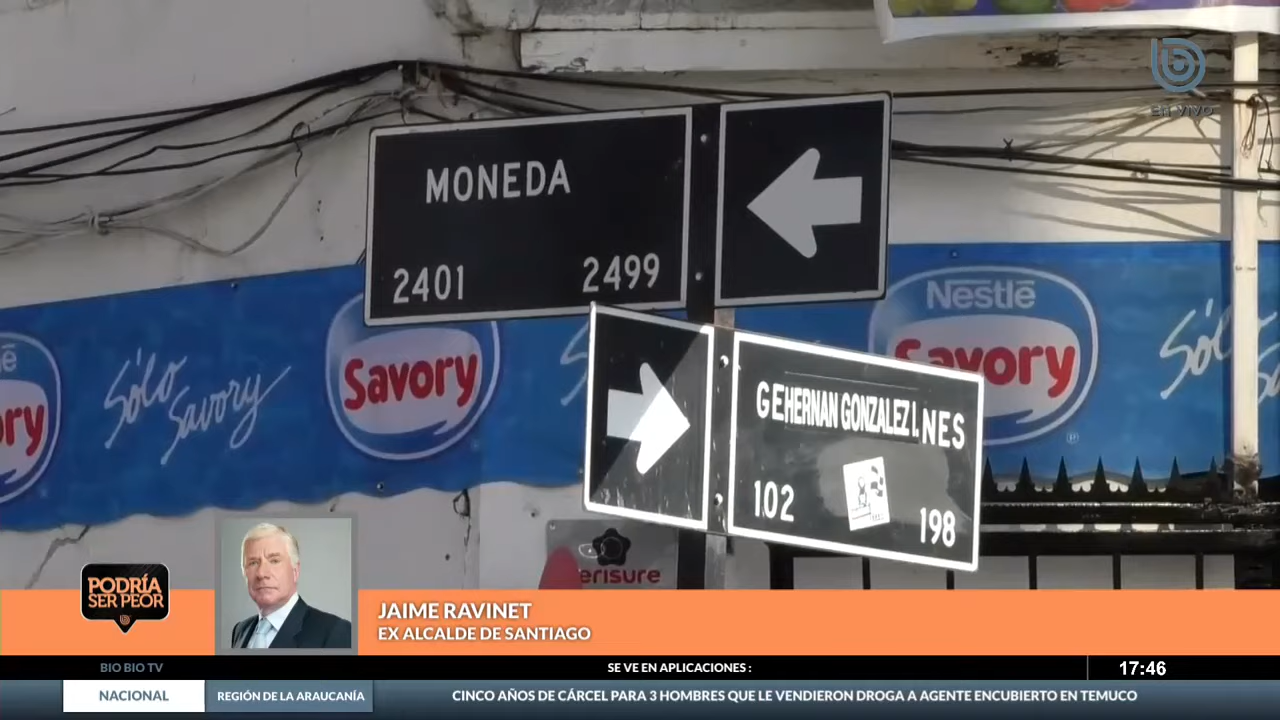 EN VIVO
MONEDA
2401 2499
Nestlé
Savory
Sólo
Savory
Savory
GEHERNAN GONZALEZ I. NES
102 198
erisure
PODRÍA
SER PEOR
JAIME RAVINET
EX ALCALDE DE SANTIAGO
BIO BIO TV
SE VE EN APLICACIONES :
17:46
NACIONAL
REGIÓN DE LA ARAUCANÍA
CINCO AÑOS DE CÁRCEL PARA 3 HOMBRES QUE LE VENDIERON DROGA A AGENTE ENCUBIERTO EN TEMUCO